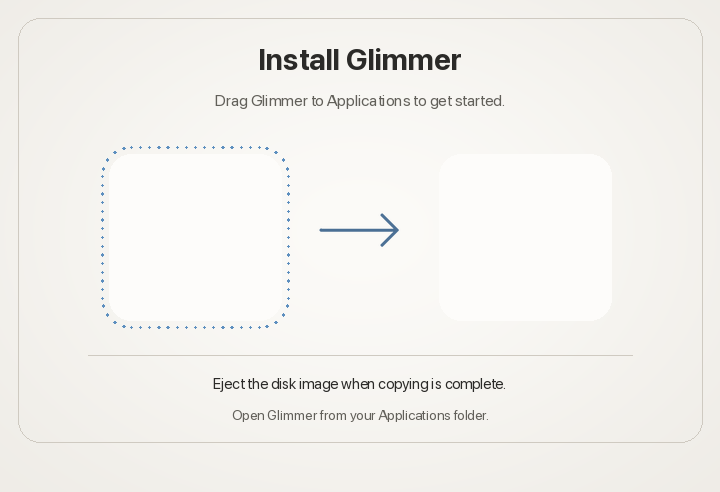 Install Glimmer
Drag Glimmer to Applications to get started.
Eject the disk image when copying is complete.
Open Glimmer from your Applications folder.